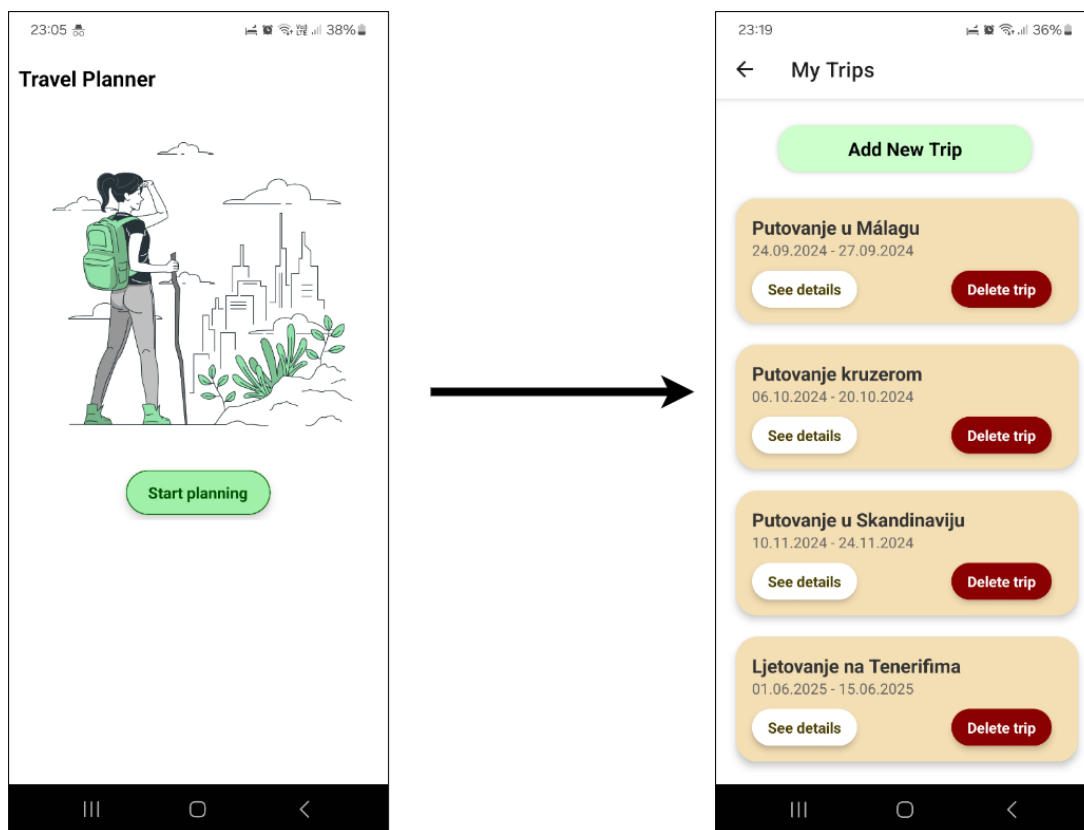 23:05
Vo))
LTE
38%
Travel Planner
Start planning
23:19
36%
My Trips
Add New Trip
Putovanje u Málagu
24.09.2024 - 27.09.2024
See details
Delete trip
Putovanje kruzerom
06.10.2024 - 20.10.2024
See details
Delete trip
Putovanje u Skandinaviju
10.11.2024 - 24.11.2024
See details
Delete trip
Ljetovanje na Tenerifima
01.06.2025 - 15.06.2025
See details
Delete trip